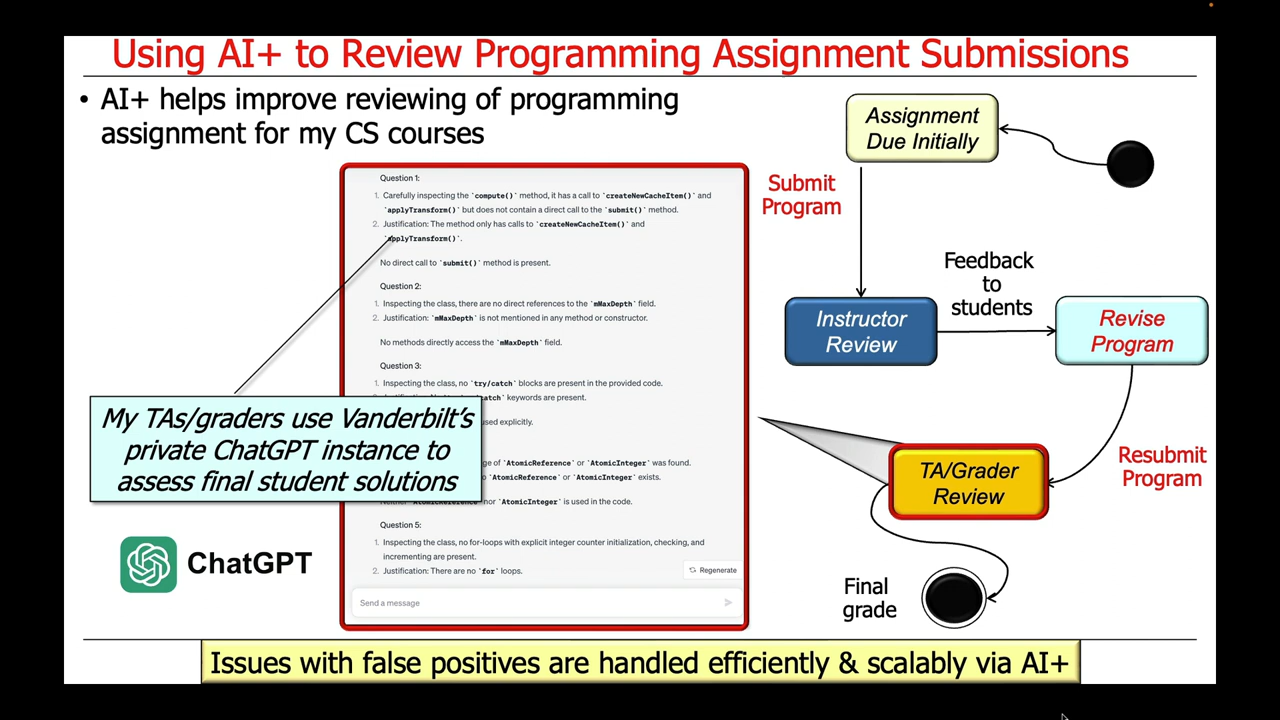 Using AI+ to Review Programming Assignment Submissions
• AI+ helps improve reviewing of programming
assignment for my CS courses
Question 1:
1. Carefully inspecting the `compute()` method, it has a call to `createNewCacheItem()` and
`applyTransform()` but does not contain a direct call to the `submit()` method.
2. Justification: The method only has calls to `createNewCacheItem()` and
`applyTransform()`.
No direct call to `submit()` method is present.
Question 2:
1. Inspecting the class, there are no direct references to the `mMaxDepth` field.
2. Justification: `mMaxDepth` is not mentioned in any method or constructor.
No methods directly access the `mMaxDepth` field.
Question 3:
1. Inspecting the class, no `try/catch` blocks are present in the provided code.
keywords are present.
used explicitly.
of `AtomicReference` or `AtomicInteger` was found.
`AtomicReference` or `AtomicInteger` exists.
nor `AtomicInteger` is used in the code.
Question 5:
1. Inspecting the class, no for-loops with explicit integer counter initialization, checking, and
incrementing are present.
2. Justification: There are no `for` loops.
Regenerate
Send a message
My TAs/graders use Vanderbilt's
private ChatGPT instance to
assess final student solutions
ChatGPT
Assignment
Due Initially
Submit
Program
Instructor
Review
Feedback
to
students
Revise
Program
Resubmit
Program
TA/Grader
Review
Final
grade
Issues with false positives are handled efficiently & scalably via AI+